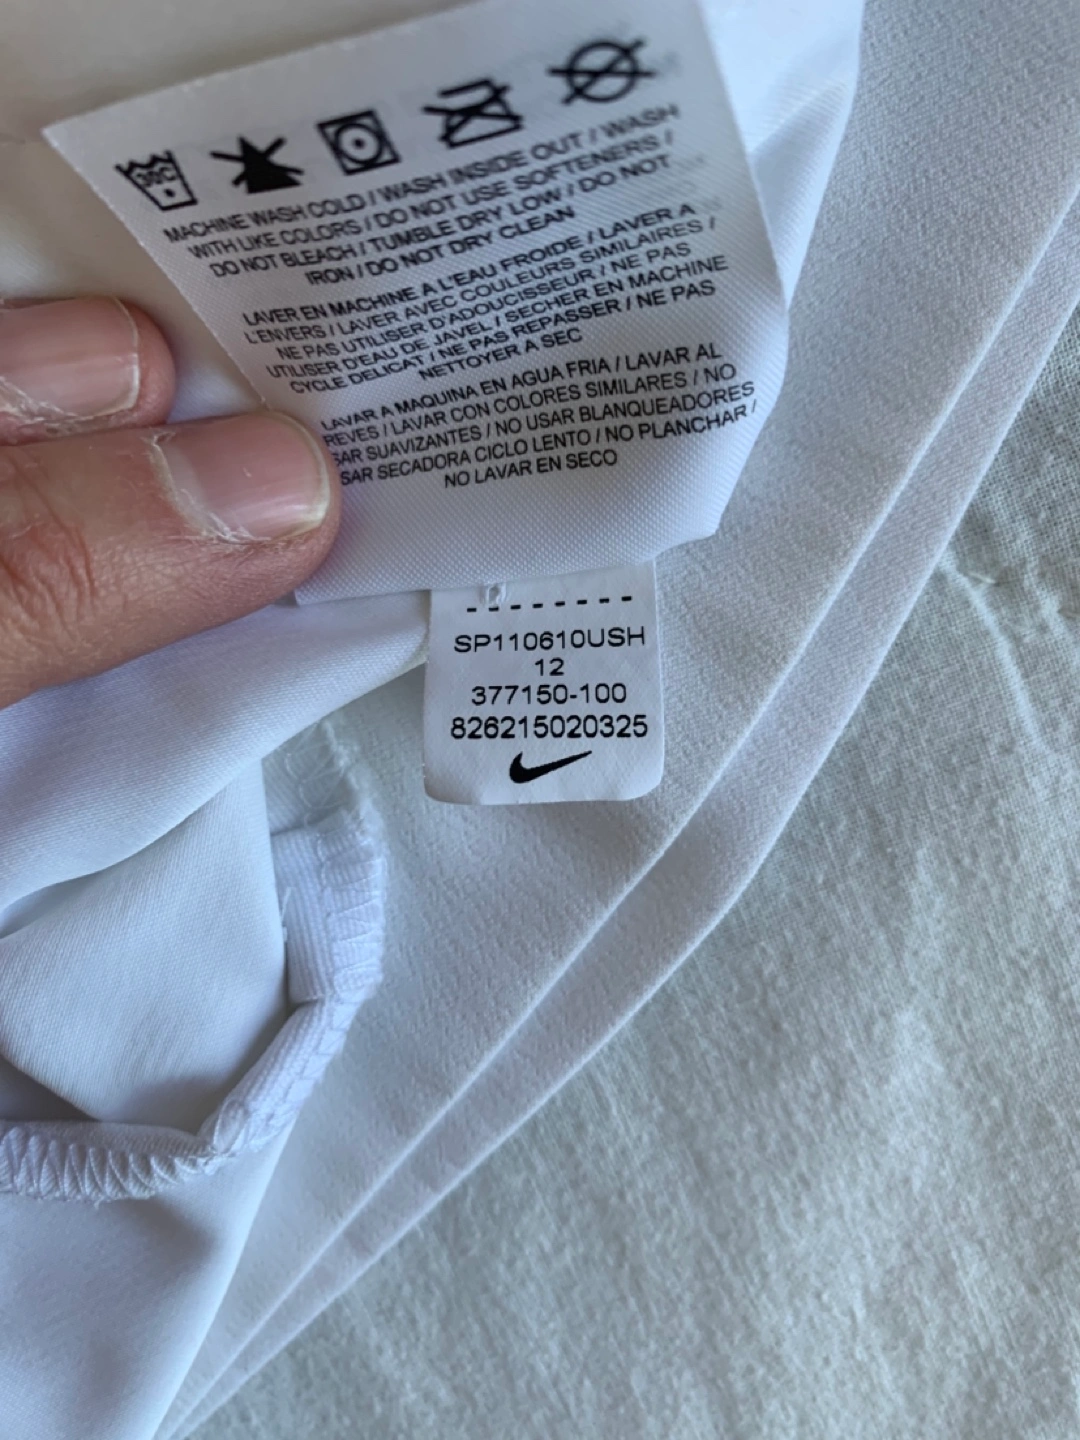 30C
MACHINE WASH COLD / WASH INSIDE OUT / WASH
WITH LIKE COLORS / DO NOT USE SOFTENERS /
DO NOT BLEACH / TUMBLE DRY LOW / DO NOT
IRON / DO NOT DRY CLEAN
LAVER EN MACHINE A L'EAU FROIDE / LAVER A
L'ENVERS / LAVER AVEC COULEURS SIMILAIRES /
NE PAS UTILISER D'ADOUCISSEUR / NE PAS
UTILISER D'EAU DE JAVEL / SECHER EN MACHINE
CYCLE DELICAT / NE PAS REPASSER / NE PAS
NETTOYER A SEC
LAVAR A MAQUINA EN AGUA FRIA / LAVAR AL
REVES / LAVAR CON COLORES SIMILARES / NO
SAR SUAVIZANTES / NO USAR BLANQUEADORES
SAR SECADORA CICLO LENTO / NO PLANCHAR /
NO LAVAR EN SECO
SP110610USH
12
377150-100
826215020325